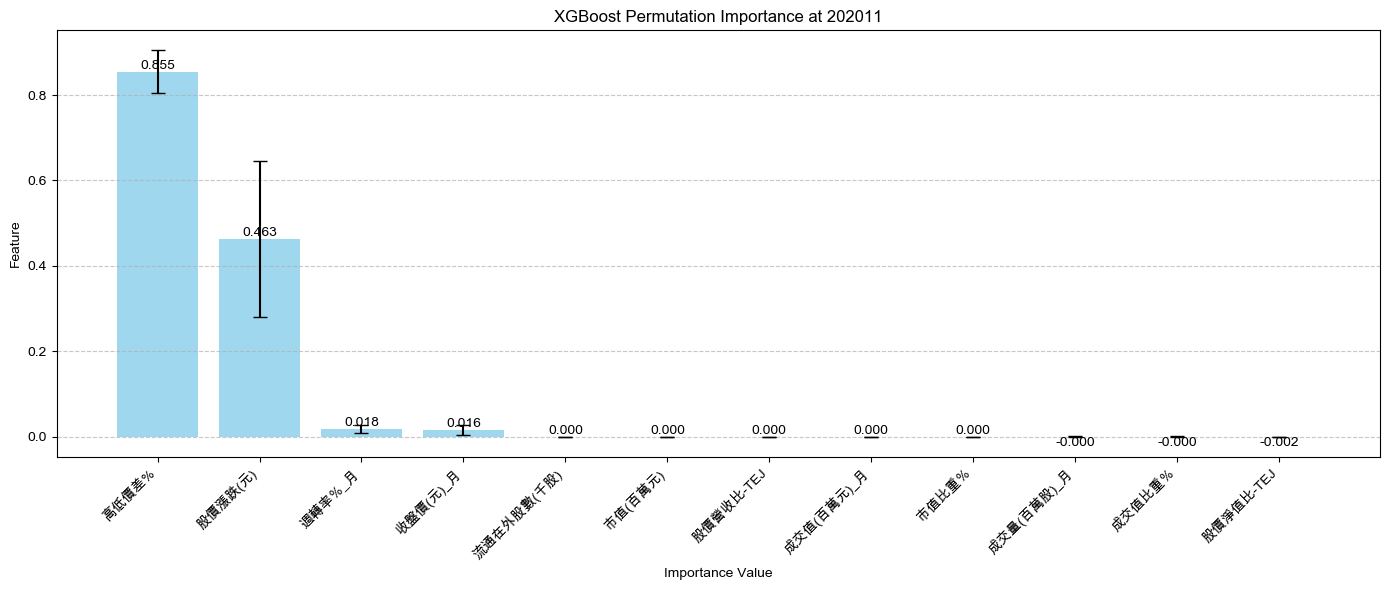 XGBoost Permutation Importance at 202011
Feature
0.8
0.6
0.4
0.2
0.0
0.855
0.463
0.018
0.016
0.000
0.000
0.000
0.000
0.000
-0.000
-0.000
-0.002
高低價差%
股價漲跌(元)
週轉率%_月
收盤價(元)_月
流通在外股數(千股)
市值(百萬元)
股價營收比-TEJ
成交值(百萬元)_月
市值比重%
成交量(百萬股)_月
成交值比重%
股價淨值比-TEJ
Importance Value